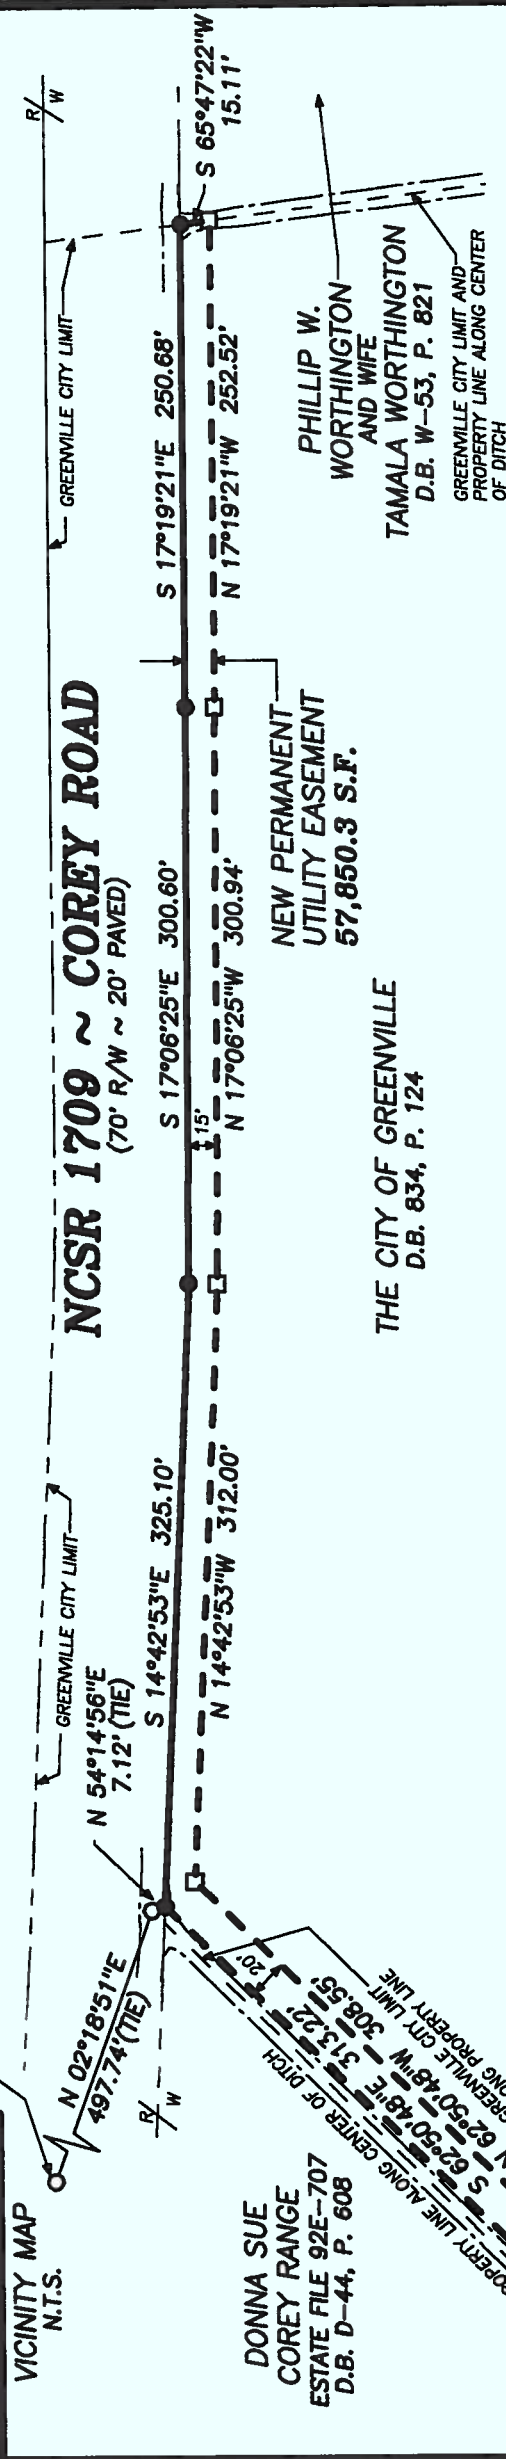 VICINITY MAP
N.T.S.
N 02°18'51"E
497.74'(TIE)
R/W
N 54°14'56"E
7.12'(TIE)
GREENVILLE CITY LIMIT
NCSR 1709 ~ COREY ROAD
(70' R/W ~ 20' PAVED)
GREENVILLE CITY LIMIT
R/W
S 14°42'53"E 325.10'
N 14°42'53"W 312.00'
S 17°06'25"E 300.60'
15'
N 17°06'25"W 300.94'
S 17°19'21"E 250.68'
N 17°19'21"W 252.52'
S 65°47'22"W
15.11'
NEW PERMANENT
UTILITY EASEMENT
57,850.3 S.F.
PHILLIP W.
WORTHINGTON
AND WIFE
TAMALA WORTHINGTON
D.B. W-53, P. 821
GREENVILLE CITY LIMIT AND
PROPERTY LINE ALONG CENTER
OF DITCH
THE CITY OF GREENVILLE
D.B. 834, P. 124
DONNA SUE
COREY RANGE
ESTATE FILE 92E-707
D.B. D-44, P. 608
PROPERTY LINE ALONG CENTER OF DITCH
S 62°50'48"E 313.22'
20'
N 62°50'48"W 308.55'
GREENVILLE CITY LIMIT
PROPERTY LINE